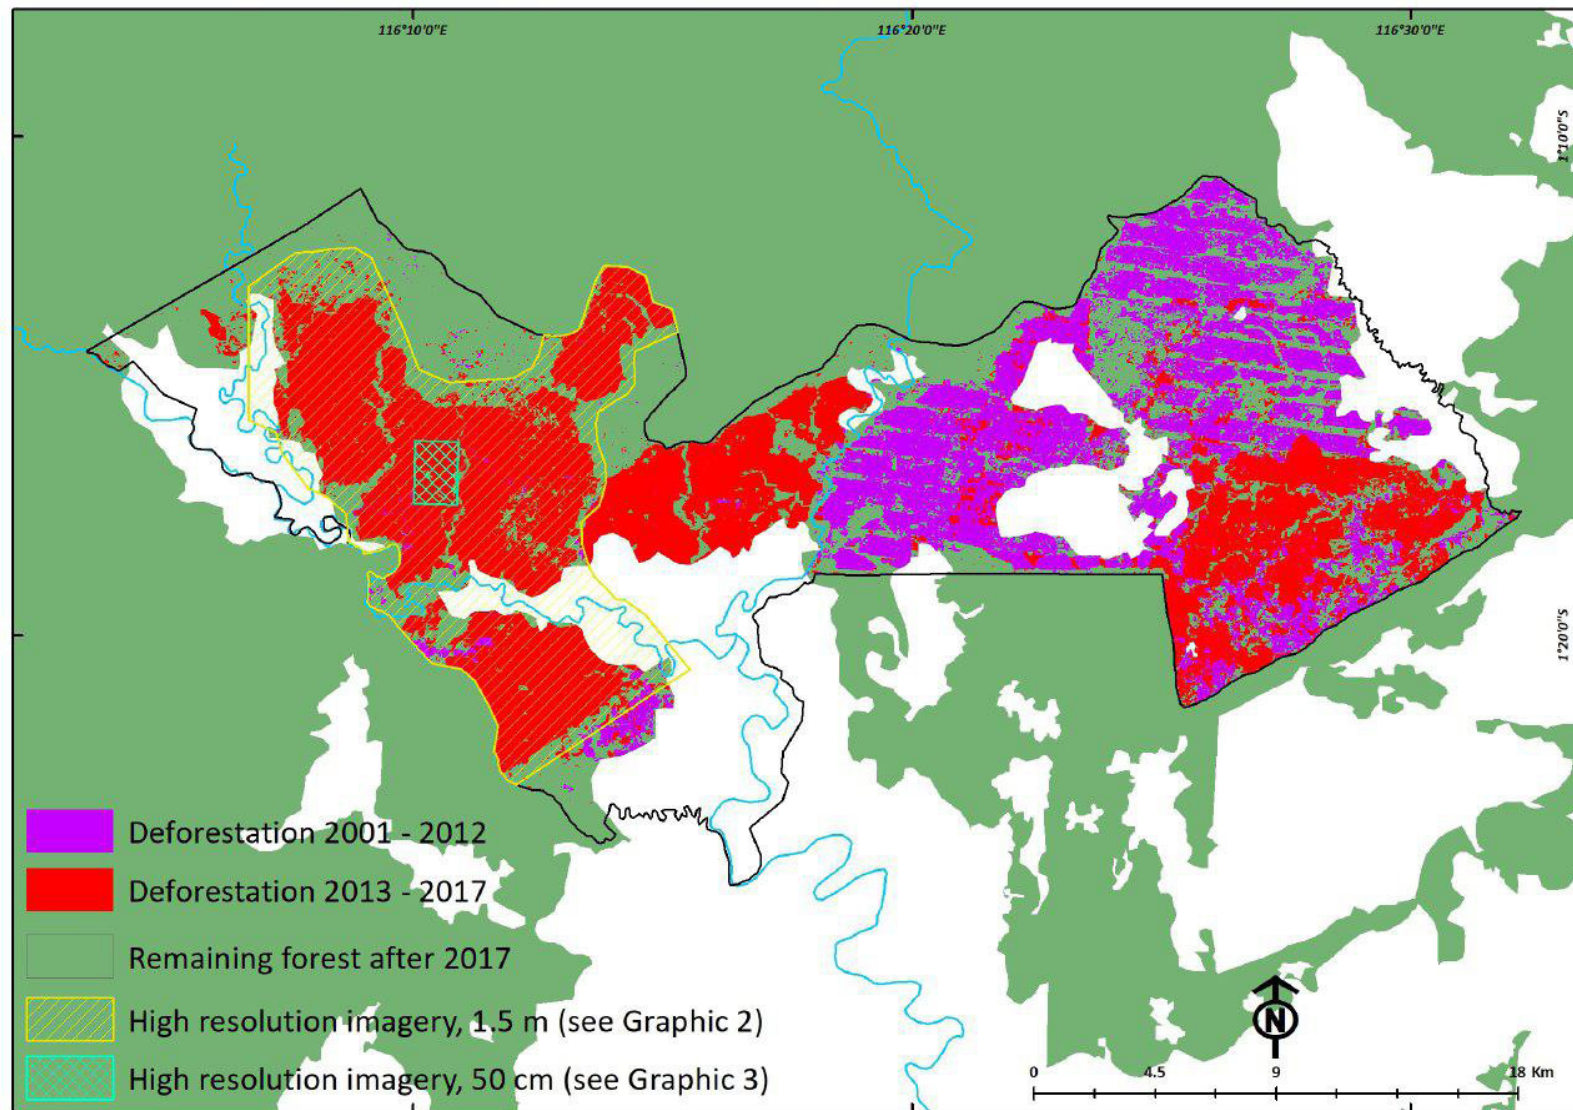 116°10'0"E
116°20'0"E
116°30'0"E
1°10'0"S
1°20'0"S
Deforestation 2001 - 2012
Deforestation 2013 - 2017
Remaining forest after 2017
High resolution imagery, 1.5 m (see Graphic 2)
High resolution imagery, 50 cm (see Graphic 3)
N
0 4.5 9 18 Km